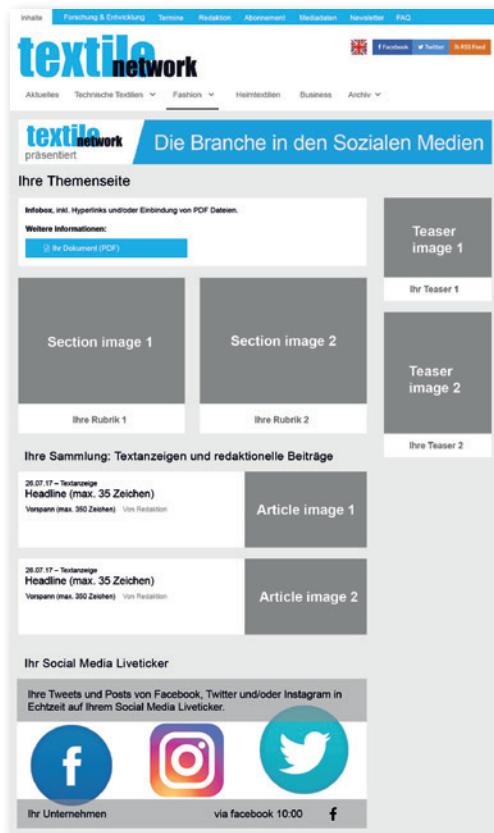 Inhalte Forschung & Entwicklung Termine Redaktion Abonnement Mediadaten Newsletter FAQ
textile network
Facebook Twitter RSS Feed
Aktuelles Technische Textilien Fashion Heimtextilien Business Archiv
textile network
präsentiert
Die Branche in den Sozialen Medien
Ihre Themenseite
Infobox, inkl. Hyperlinks und/oder Einbindung von PDF Dateien.
Weitere Informationen:
Ihr Dokument (PDF)
Teaser
image 1
Ihr Teaser 1
Section image 1
Section image 2
Ihre Rubrik 1
Ihre Rubrik 2
Teaser
image 2
Ihre Teaser 2
Ihre Sammlung: Textanzeigen und redaktionelle Beiträge
26.07.17 – Textanzeige
Headline (max. 35 Zeichen)
Vorspann (max. 350 Zeichen) Von Redaktion
Article image 1
26.07.17 – Textanzeige
Headline (max. 35 Zeichen)
Vorspann (max. 350 Zeichen) Von Redaktion
Article image 2
Ihr Social Media Liveticker
Ihre Tweets und Posts von Facebook, Twitter und/oder Instagram in
Echtzeit auf Ihrem Social Media Liveticker.
Ihr Unternehmen
via facebook 10:00